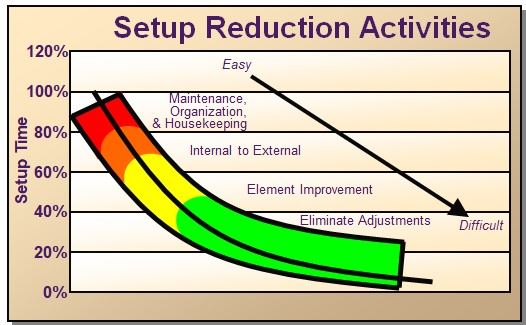 Setup Reduction Activities
120%
100%
80%
60%
40%
20%
0%
Setup Time
Easy
Maintenance,
Organization,
& Housekeeping
Internal to External
Element Improvement
Eliminate Adjustments
Difficult